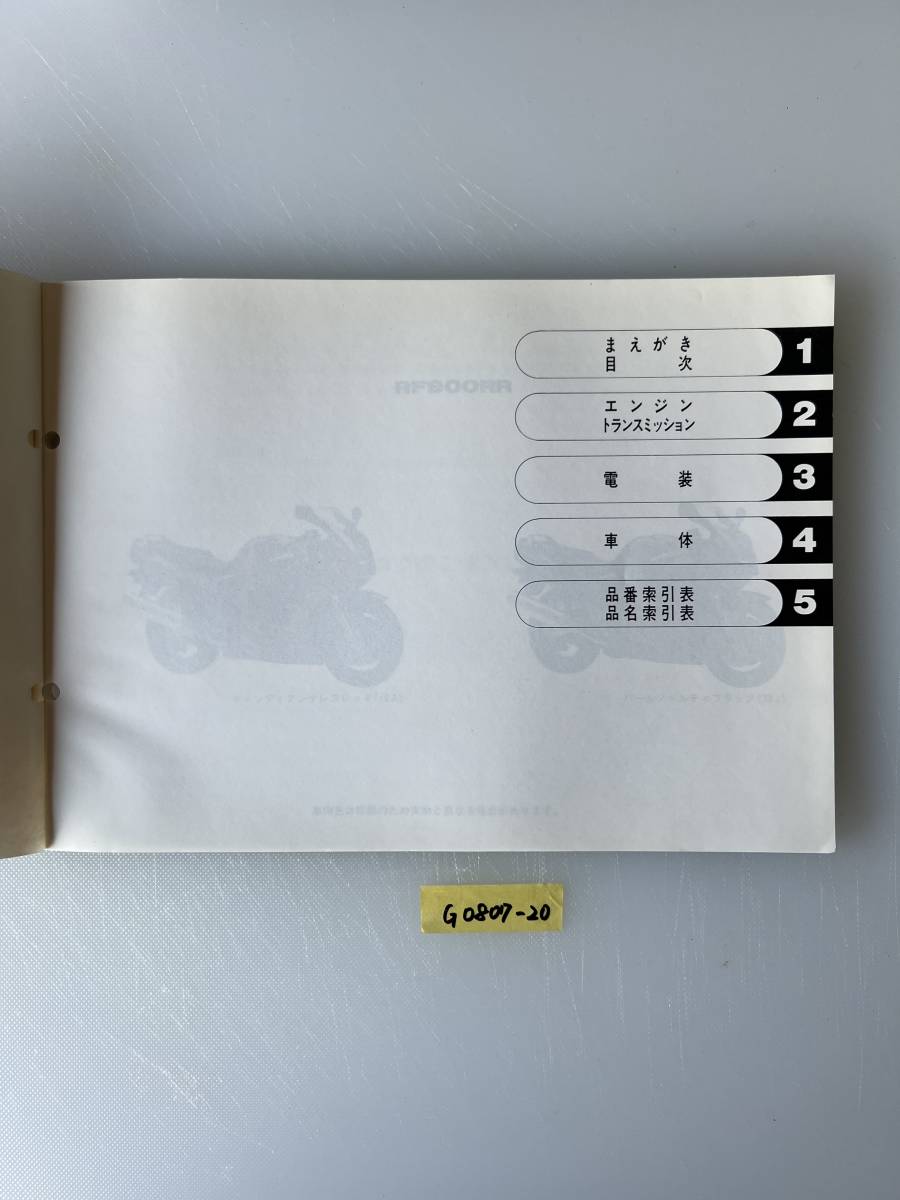 まえがき
目次
1
エンジン
トランスミッション
2
電装
3
車体
4
品番索引表
品名索引表
5
G0807-20